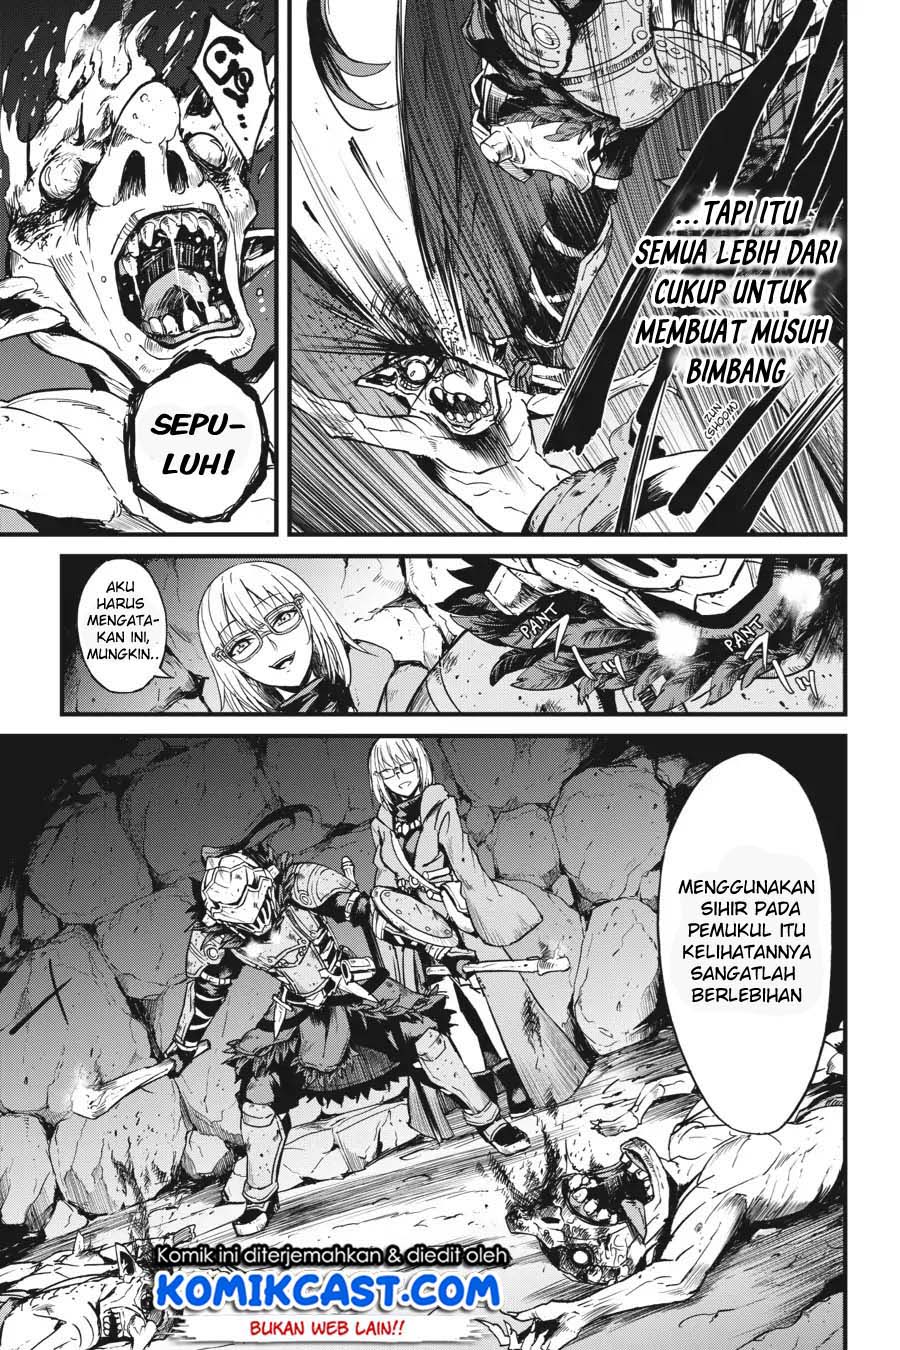 ...TAPI ITU
SEMUA LEBIH DARI
CUKUP UNTUK
MEMBUAT MUSUH
BIMBANG
ZUN
(SHOOM)
SEPU-
LUH!
PANT
PANT
AKU
HARUS
MENGATA-
KAN INI,
MUNGKIN..
MENGGUNAKAN
SIHIR PADA
PEMUKUL ITU
KELIHATANNYA
SANGATLAH
BERLEBIHAN
Komik ini diterjemahkan & diedit oleh
KOMIKCAST.COM
BUKAN WEB LAIN!!